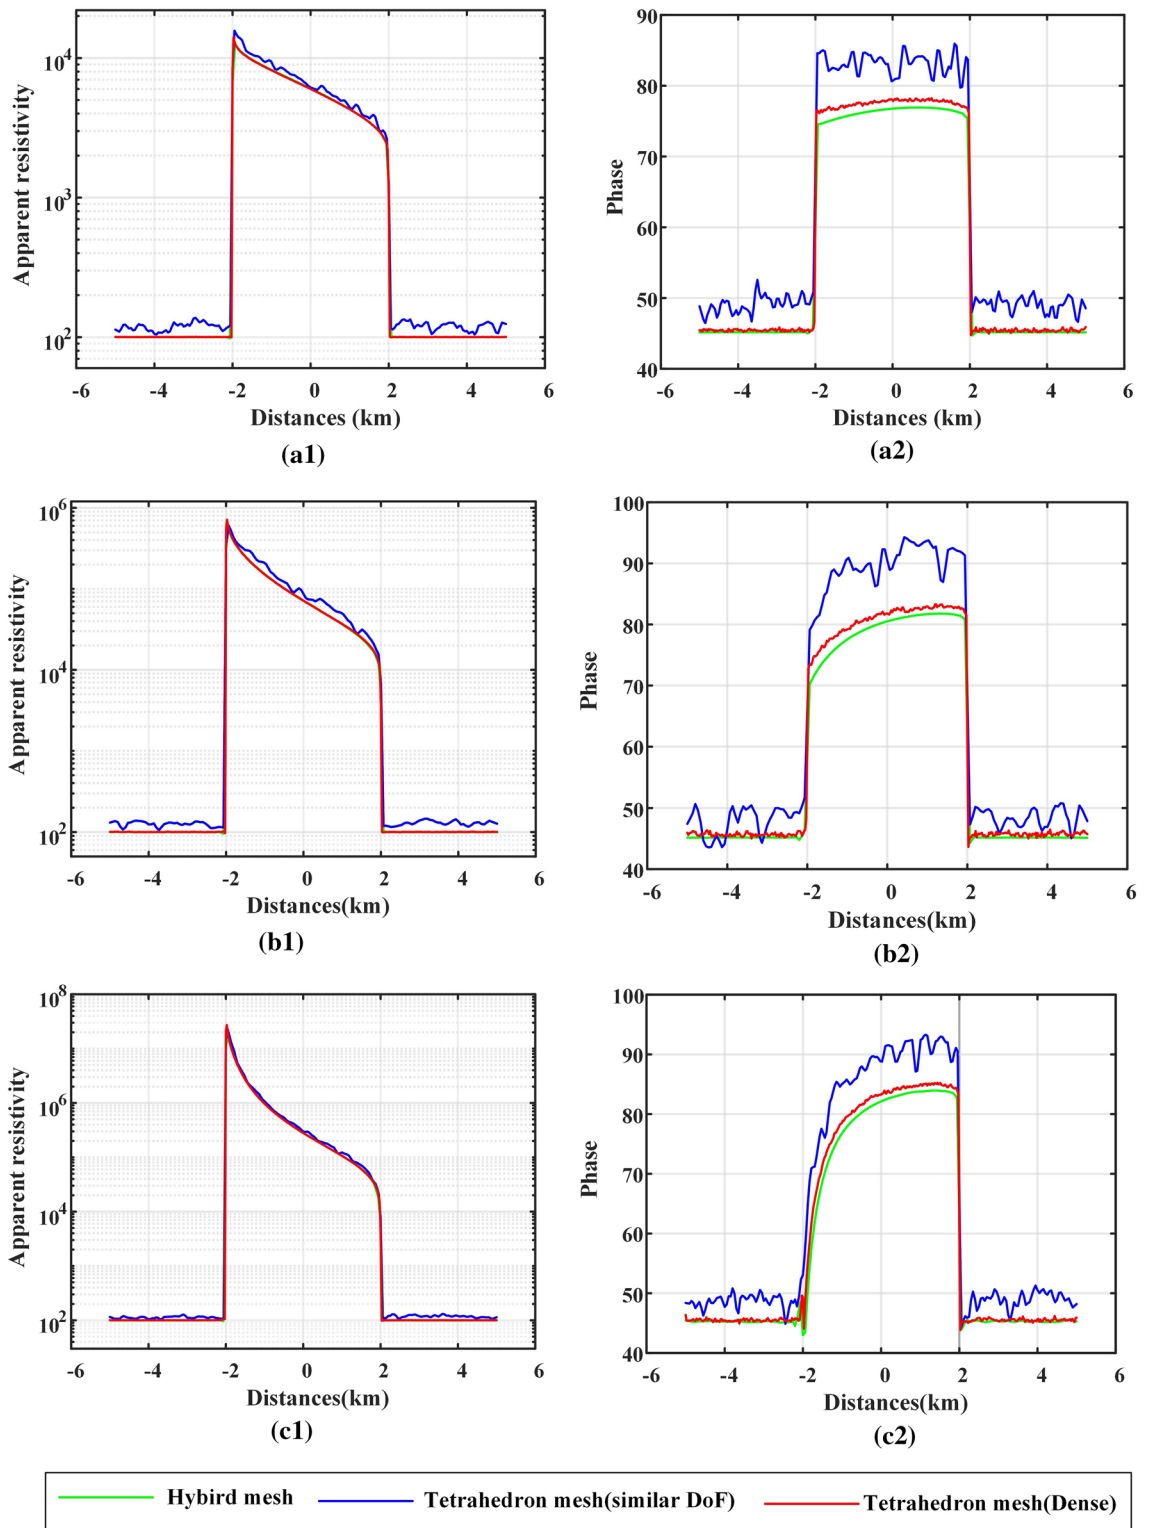 Apparent resistivity
10^4
10^3
10^2
-6 -4 -2 0 2 4 6
Distances (km)
(a1)
Phase
90
80
70
60
50
40
-6 -4 -2 0 2 4 6
Distances (km)
(a2)
Apparent resistivity
10^6
10^4
10^2
-6 -4 -2 0 2 4 6
Distances(km)
(b1)
Phase
100
90
80
70
60
50
40
-6 -4 -2 0 2 4 6
Distances(km)
(b2)
Apparent resistivity
10^8
10^6
10^4
10^2
-6 -4 -2 0 2 4 6
Distances(km)
(c1)
Phase
100
90
80
70
60
50
40
-6 -4 -2 0 2 4 6
Distances(km)
(c2)
Hybird mesh
Tetrahedron mesh(similar DoF)
Tetrahedron mesh(Dense)